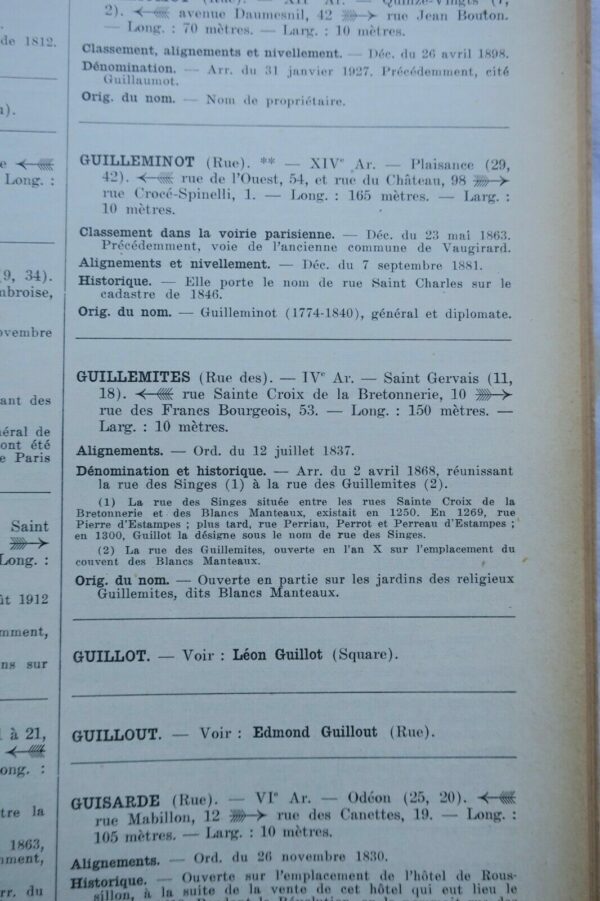 de 1812.
).
e
Long. :
9, 34).
mbroise,
ovembre
ant des
éral de
ont été
e Paris
Saint
Long. :
ût 1912
mment,
ns sur
à 21,
ong. :
tre la
1863,
mment,
rr. du
(Rue). — XIIe Ar. — Quinze-Vingts (7,
2). avenue Daumesnil, 42 rue Jean Bouton.
— Long. : 70 mètres. — Larg. : 10 mètres.
Classement, alignements et nivellement. — Déc. du 26 avril 1898.
Dénomination. — Arr. du 31 janvier 1927. Précédemment, cité
Guillaumot.
Orig. du nom. — Nom de propriétaire.
GUILLEMINOT (Rue). ** — XIVe Ar. — Plaisance (29,
42). rue de l'Ouest, 54, et rue du Château, 98
rue Crocé-Spinelli, 1. — Long. : 165 mètres. — Larg. :
10 mètres.
Classement dans la voirie parisienne. — Déc. du 23 mai 1863.
Précédemment, voie de l'ancienne commune de Vaugirard.
Alignements et nivellement. — Déc. du 7 septembre 1881.
Historique. — Elle porte le nom de rue Saint Charles sur le
cadastre de 1846.
Orig. du nom. — Guilleminot (1774-1840), général et diplomate.
GUILLEMITES (Rue des). — IVe Ar. — Saint Gervais (11,
18). rue Sainte Croix de la Bretonnerie, 10
rue des Francs Bourgeois, 53. — Long. : 150 mètres. —
Larg. : 10 mètres.
Alignements. — Ord. du 12 juillet 1837.
Dénomination et historique. — Arr. du 2 avril 1868, réunissant
la rue des Singes (1) à la rue des Guillemites (2).
(1) La rue des Singes située entre les rues Sainte Croix de la
Bretonnerie et des Blancs Manteaux, existait en 1250. En 1269, rue
Pierre d'Estampes ; plus tard, rue Perriau, Perrot et Perreau d'Estampes ;
en 1300, Guillot la désigne sous le nom de rue des Singes.
(2) La rue des Guillemites, ouverte en l'an X sur l'emplacement du
couvent des Blancs Manteaux.
Orig. du nom. — Ouverte en partie sur les jardins des religieux
Guillemites, dits Blancs Manteaux.
GUILLOT. — Voir : Léon Guillot (Square).
GUILLOUT. — Voir : Edmond Guillout (Rue).
GUISARDE (Rue). — VIe Ar. — Odéon (25, 20).
rue Mabillon, 12 rue des Canettes, 19. — Long. :
105 mètres. — Larg. : 10 mètres.
Alignements. — Ord. du 26 novembre 1830.
Historique. — Ouverte sur l'emplacement de l'hôtel de Rous-
sillon, à la suite de la vente de cet hôtel qui eut lieu le